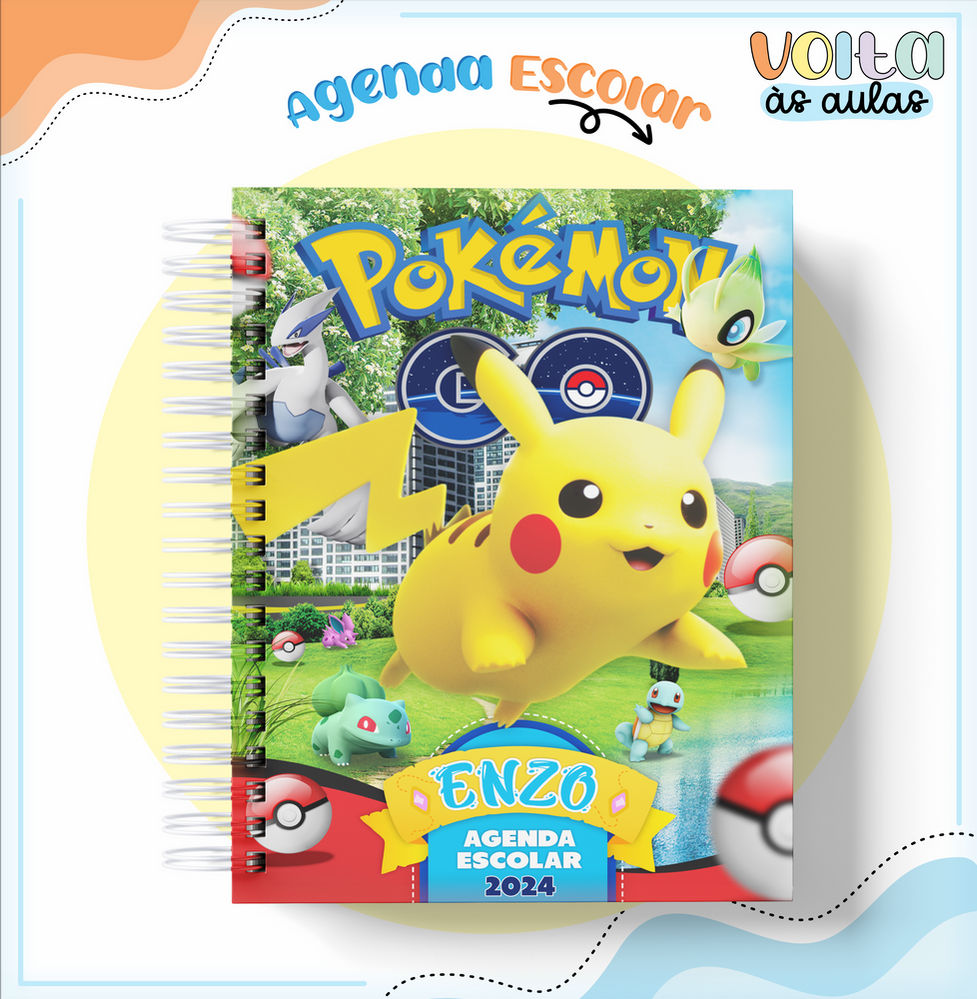 Agenda Escolar
Volta
às aulas
POKéMON
GO
ENZO
AGENDA
ESCOLAR
2024